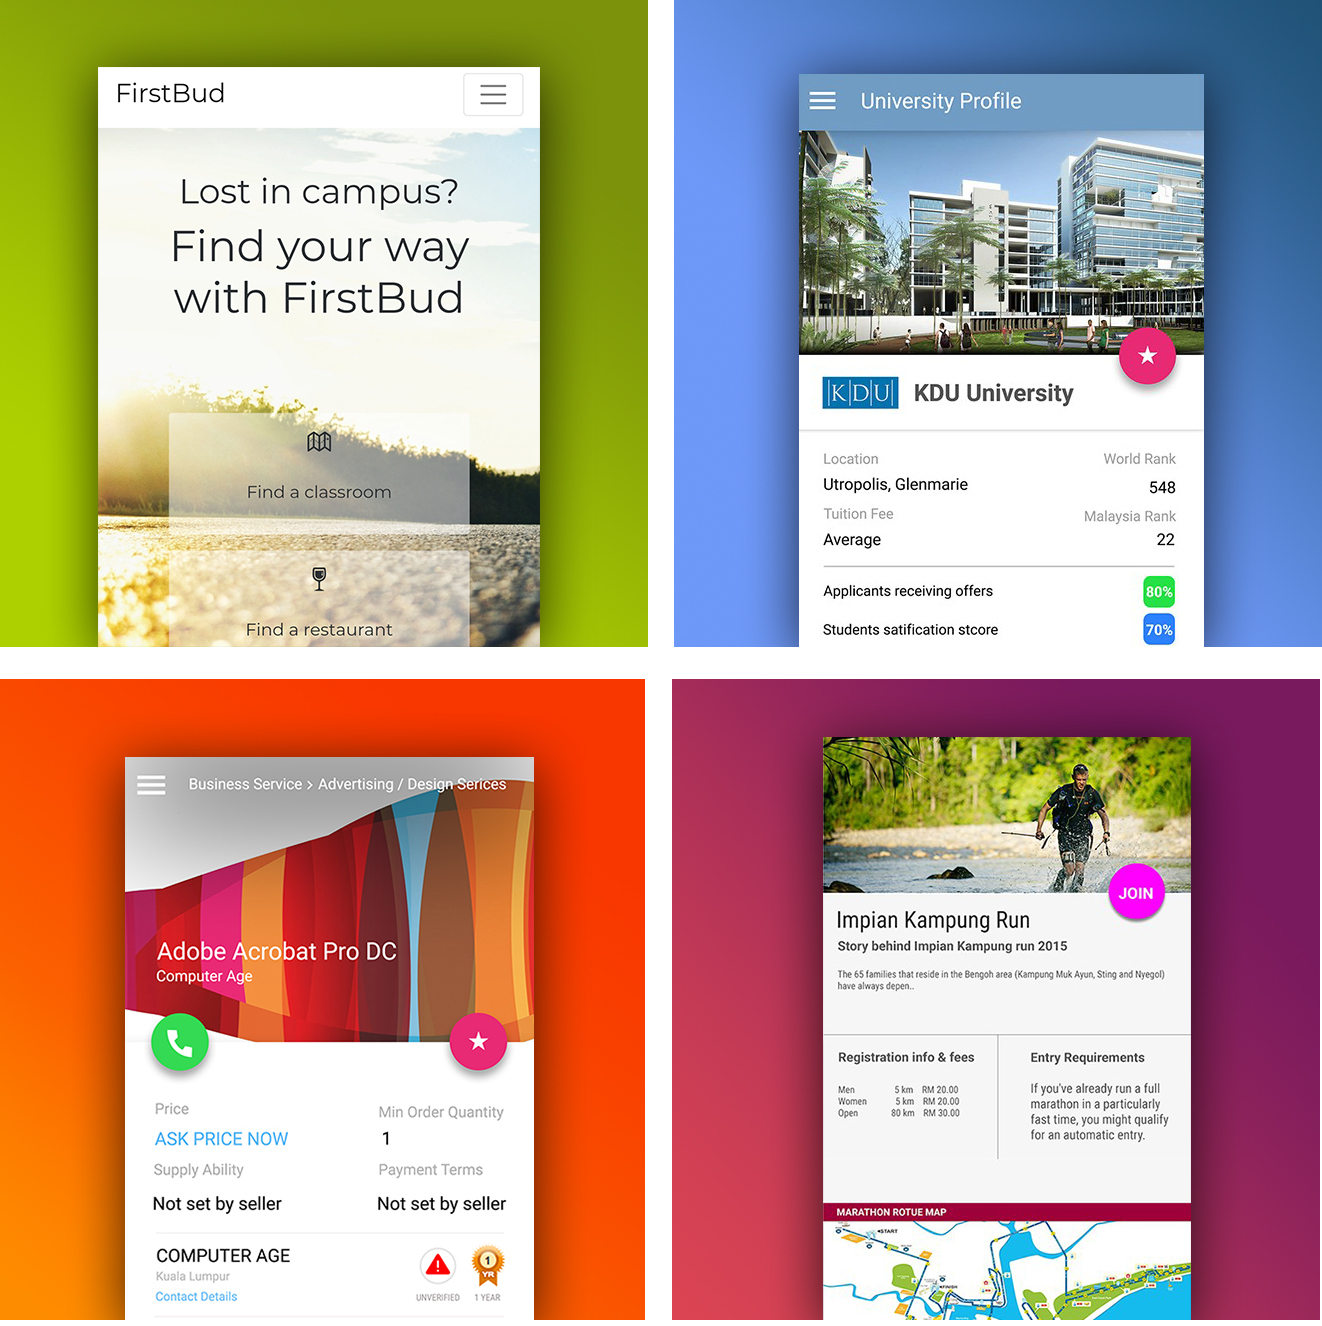 FirstBud
Lost in campus?
Find your way
with FirstBud
Find a classroom
Find a restaurant
University Profile
KDU
KDU University
Location
World Rank
Utropolis, Glenmarie
548
Tuition Fee
Malaysia Rank
Average
22
Applicants receiving offers
80%
Students satification stcore
70%
Business Service > Advertising / Design Serices
Adobe Acrobat Pro DC
Computer Age
Price
Min Order Quantity
ASK PRICE NOW
1
Supply Ability
Payment Terms
Not set by seller
Not set by seller
COMPUTER AGE
Kuala Lumpur
Contact Details
1
YR
UNVERIFIED
1 YEAR
JOIN
Impian Kampung Run
Story behind Impian Kampung run 2015
The 65 families that reside in the Bengoh area (Kampung Muk Ayun, Sting and Nyegol)
have always depen..
Registration info & fees
Men 5 km RM 20.00
Women 5 km RM 20.00
Open 80 km RM 30.00
Entry Requirements
If you've already run a full
marathon in a particularly
fast time, you might qualify
for an automatic entry.
MARATHON ROTUE MAP
START
FINISH